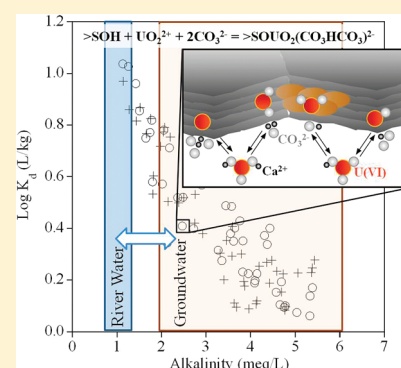 >SOH + UO₂²⁺ + 2CO₃²⁻ = >SOUO₂(CO₃HCO₃)²⁻
1.2
1.0
0.8
0.6
0.4
0.2
0.0
Log K_d (L/kg)
River Water
Groundwater
CO₃²⁻
Ca²⁺
U(VI)
0 1 2 3 4 5 6 7
Alkalinity (meq/L)